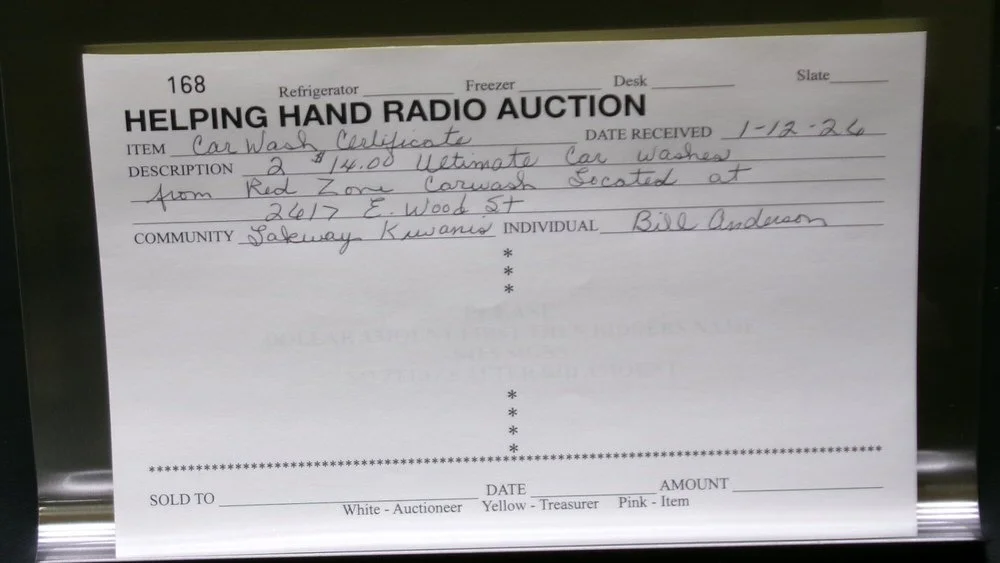 168 Refrigerator Freezer Desk Slate
HELPING HAND RADIO AUCTION
ITEM Car Wash Certificate DATE RECEIVED 1-12-26
DESCRIPTION 2 $14.00 Ultimate Car Washes
from Red Zone Carwash Located at
2617 E. Wood St
COMMUNITY Lakeway Kiwanis INDIVIDUAL Bill Anderson
*
*
*
*
*
*
*
SOLD TO DATE AMOUNT
White - Auctioneer Yellow - Treasurer Pink - Item